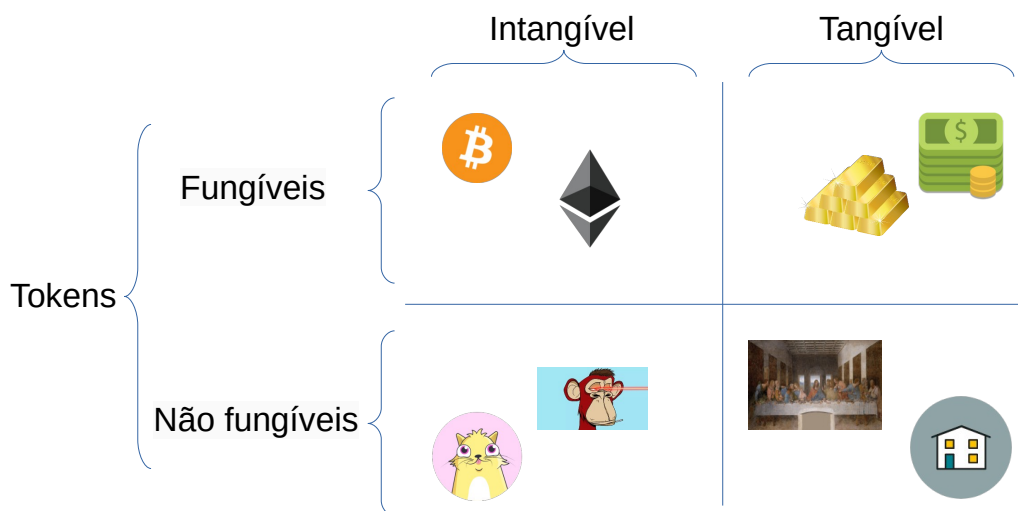 Intangível
Tangível
Fungíveis
Tokens
Não fungíveis